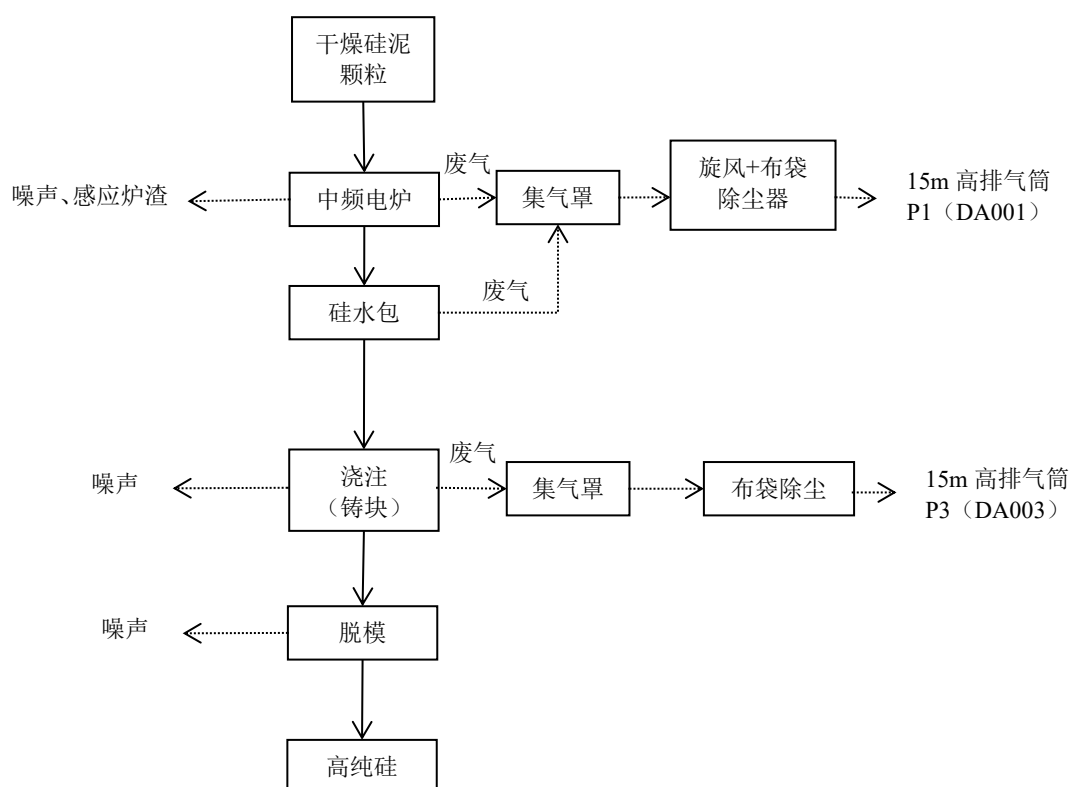 干燥硅泥
颗粒
废气
噪声、感应炉渣
中频电炉
集气罩
旋风+布袋
除尘器
15m 高排气筒
P1（DA001）
硅水包
废气
废气
噪声
浇注
（铸块）
集气罩
布袋除尘
15m 高排气筒
P3（DA003）
噪声
脱模
高纯硅